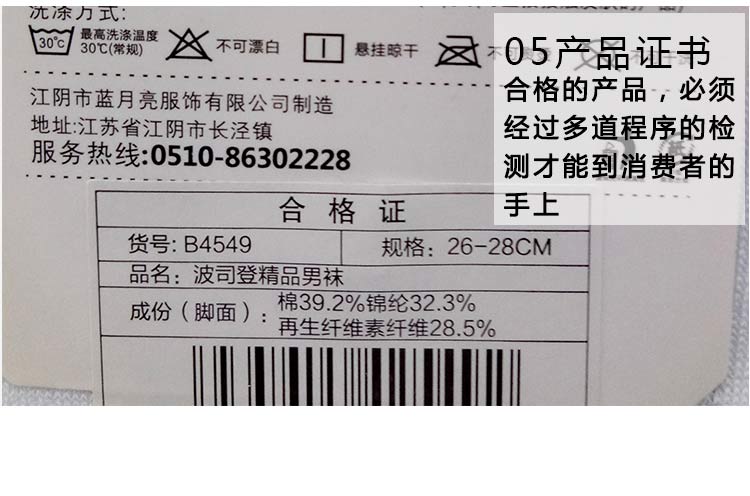 洗涤方式:
30℃
最高洗涤温度
30℃(常规)
不可漂白
悬挂晾干
江阴市蓝月亮服饰有限公司制造
地址:江苏省江阴市长泾镇
服务热线:0510-86302228
05产品证书
合格的产品，必须
经过多道程序的检
测才能到消费者的
手上
合格证
货号: B4549
规格: 26-28CM
品名: 波司登精品男袜
成份（脚面）: 棉39.2%锦纶32.3%
再生纤维素纤维28.5%